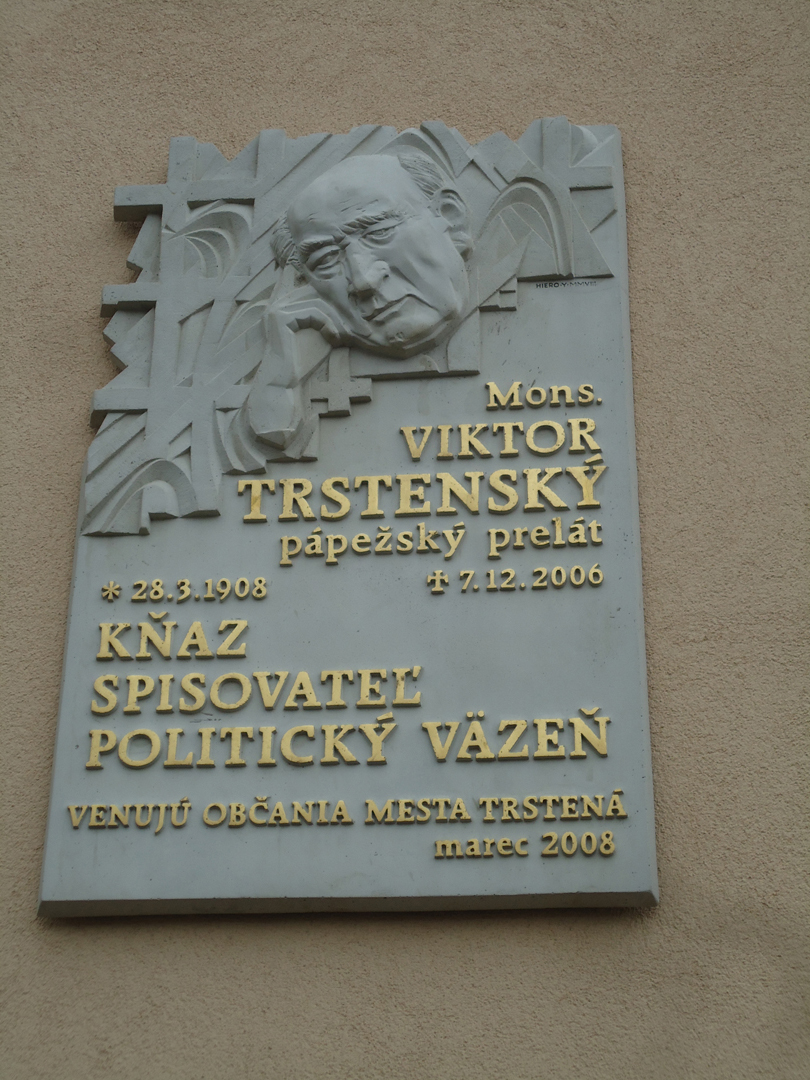 Mons.
VIKTOR
TRSTENSKÝ
pápežský prelát
* 28.3.1908 ✝ 7.12.2006
KŇAZ
SPISOVATEĽ
POLITICKÝ VÄZEŇ
VENUJÚ OBČANIA MESTA TRSTENÁ
marec 2008